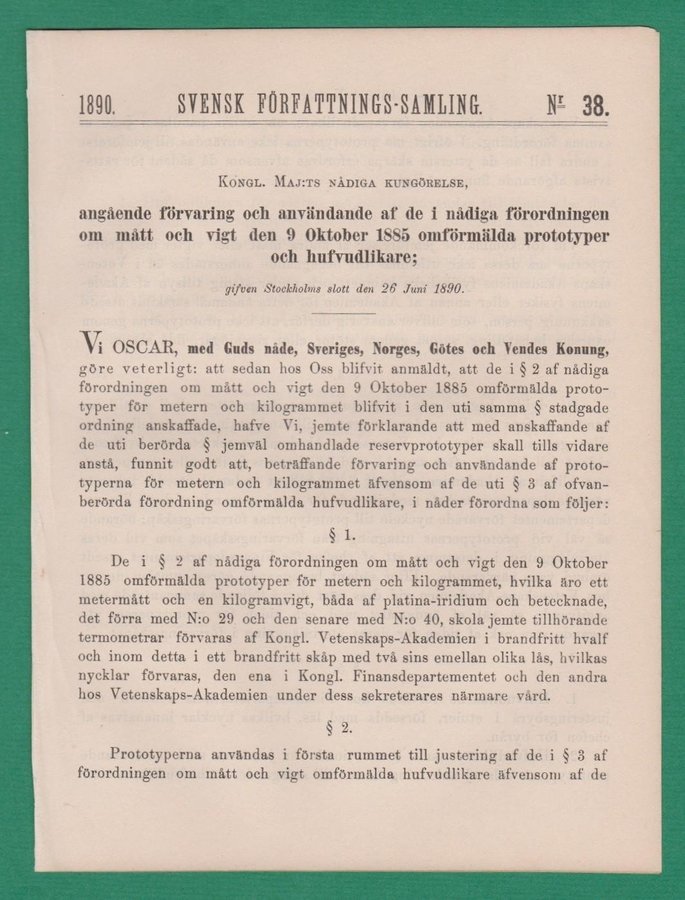 1890. SVENSK FÖRFATTNINGS-SAMLING. Nr 38.
KONGL. MAJ:TS NÅDIGA KUNGÖRELSE,
angående förvaring och användande af de i nådiga förordningen
om mått och vigt den 9 Oktober 1885 omförmälda prototyper
och hufvudlikare;
gifven Stockholms slott den 26 Juni 1890.
Vi OSCAR, med Guds nåde, Sveriges, Norges, Götes och Vendes Konung,
göre veterligt: att sedan hos Oss blifvit anmäldt, att de i § 2 af nådiga
förordningen om mått och vigt den 9 Oktober 1885 omförmälda proto-
typer för metern och kilogrammet blifvit i den uti samma § stadgade
ordning anskaffade, hafve Vi, jemte förklarande att med anskaffande af
de uti berörda § jemväl omhandlade reservprototyper skall tills vidare
anstå, funnit godt att, beträffande förvaring och användande af proto-
typerna för metern och kilogrammet äfvensom af de uti § 3 af ofvan-
berörda förordning omförmälda hufvudlikare, i nåder förordna som följer:
§ 1.
De i § 2 af nådiga förordningen om mått och vigt den 9 Oktober
1885 omförmälda prototyper för metern och kilogrammet, hvilka äro ett
metermått och en kilogramvigt, båda af platina-iridium och betecknade,
det förra med N:o 29 och den senare med N:o 40, skola jemte tillhörande
termometrar förvaras af Kongl. Vetenskaps-Akademien i brandfritt hvalf
och inom detta i ett brandfritt skåp med två sins emellan olika lås, hvilkas
nycklar förvaras, den ena i Kongl. Finansdepartementet och den andra
hos Vetenskaps-Akademien under dess sekreterares närmare vård.
§ 2.
Prototyperna användas i första rummet till justering af de i § 3 af
förordningen om mått och vigt omförmälda hufvudlikare äfvensom af de